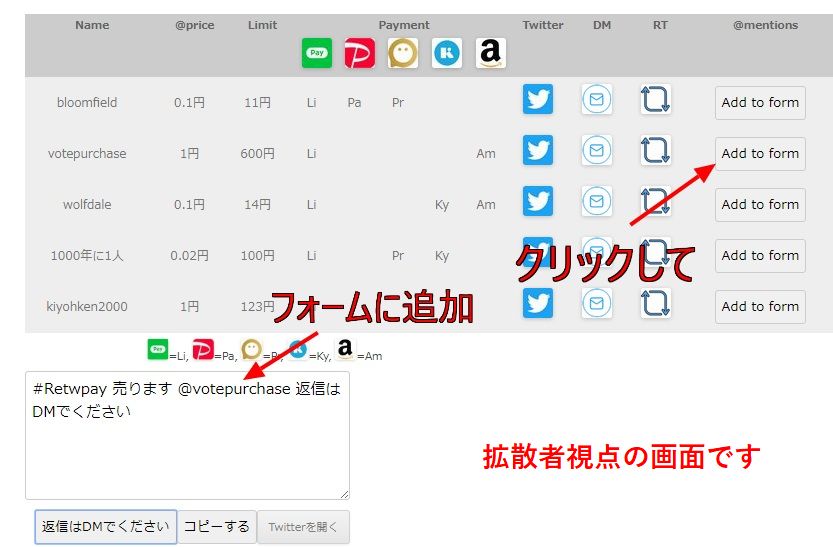 Name @price Limit Payment Twitter DM RT @mentions
Pay
bloomfield 0.1円 11円 Li Pa Pr Add to form
votepurchase 1円 600円 Li Am Add to form
wolfdale 0.1円 14円 Li Ky Am Add to form
1000年に1人 0.02円 100円 Li Pr Ky Add to form
クリックして
kiyohken2000 1円 123円 Add to form
フォームに追加
=Li, =Pa, =Pr, =Ky, =Am
#Retwpay 売ります @votepurchase 返信は
DMでください
拡散者視点の画面です
返信はDMでください コピーする Twitterを開く